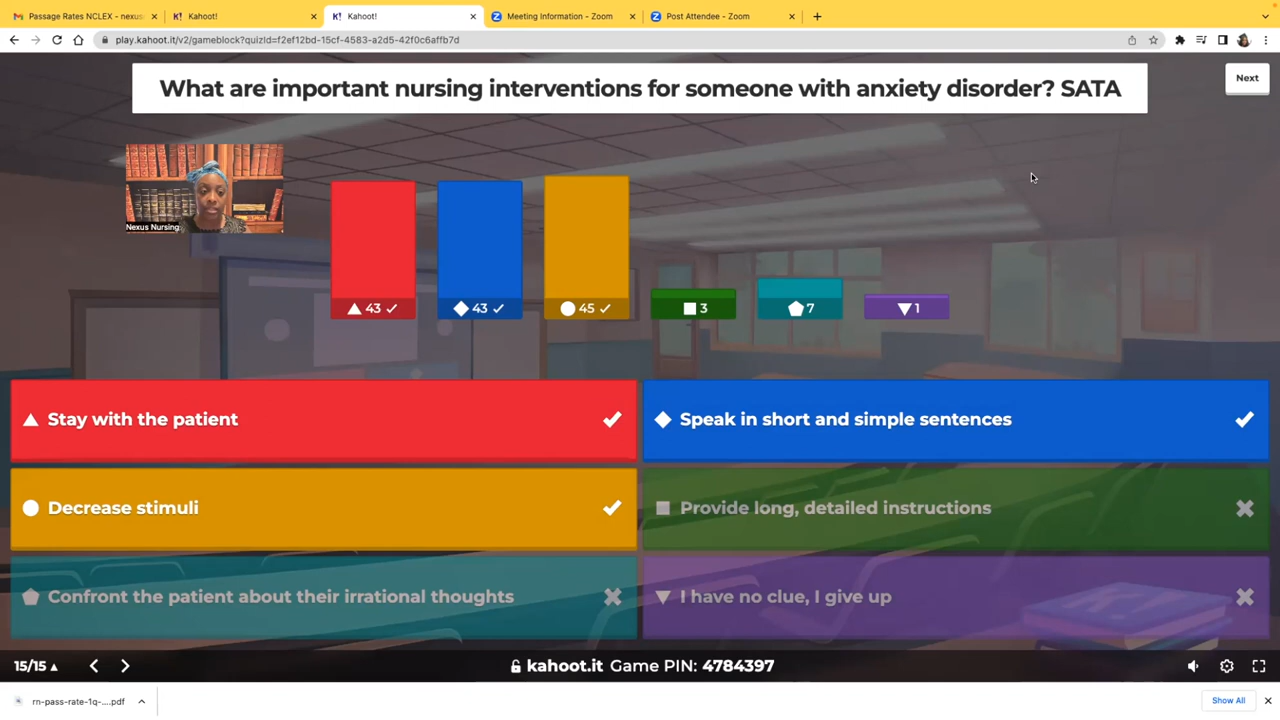 Passage Rates NCLEX - nexus
Kahoot!
Kahoot!
Meeting Information - Zoom
Post Attendee - Zoom
play.kahoot.it/v2/gameblock?quizId=f2ef12bd-15cf-4583-a2d5-42f0c6affb7d
What are important nursing interventions for someone with anxiety disorder? SATA
Next
Nexus Nursing
43
43
45
3
7
1
Stay with the patient
Speak in short and simple sentences
Decrease stimuli
Provide long, detailed instructions
Confront the patient about their irrational thoughts
I have no clue, I give up
15/15
kahoot.it Game PIN: 4784397
rn-pass-rate-1q-....pdf
Show All